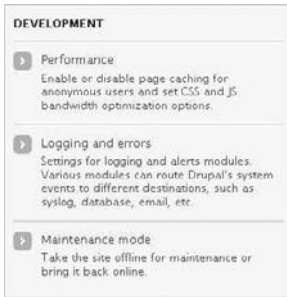 DEVELOPMENT
Performance
Enable or disable page caching for
anonymous users and set CSS and JS
bandwidth optimization options.
Logging and errors
Settings for logging and alerts modules.
Various modules can route Drupal's system
events to different destinations, such as
syslog, database, email, etc
Maintenance mode
Take the site offline for maintenance or
bring it back online.